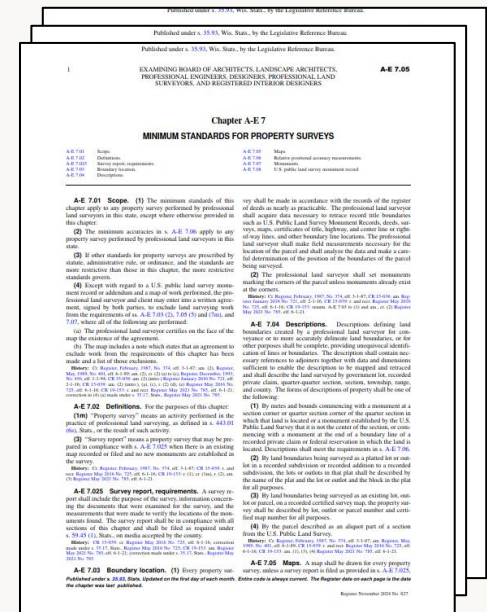 Published under s. 35.93, Wis. Stats., by the Legislative Reference Bureau.
Published under s. 35.93, Wis. Stats., by the Legislative Reference Bureau.
Published under s. 35.93, Wis. Stats., by the Legislative Reference Bureau.
1 EXAMINING BOARD OF ARCHITECTS, LANDSCAPE ARCHITECTS, A-E 7.05
PROFESSIONAL ENGINEERS, DESIGNERS, PROFESSIONAL LAND
SURVEYORS, AND REGISTERED INTERIOR DESIGNERS
Chapter A-E 7
MINIMUM STANDARDS FOR PROPERTY SURVEYS
A-E 7.01 Scope.
A-E 7.02 Definitions.
A-E 7.025 Survey report, requirements.
A-E 7.03 Boundary location.
A-E 7.04 Descriptions.
A-E 7.05 Maps.
A-E 7.06 Relative positional accuracy measurements.
A-E 7.07 Monuments.
A-E 7.08 U.S. public land survey monument record.
A-E 7.01 Scope. (1) The minimum standards of this
chapter apply to any property survey performed by professional
land surveyors in this state, except where otherwise provided in
this chapter.
(2) The minimum accuracies in s. A-E 7.06 apply to any
property survey performed by professional land surveyors in this
state.
(3) If other standards for property surveys are prescribed by
statute, administrative rule, or ordinance, and the standards are
more restrictive than those in this chapter, the more restrictive
standards govern.
(4) Except with regard to a U.S. public land survey monu-
ment record or addendum and a map of work performed, the pro-
fessional land surveyor and client may enter into a written agree-
ment, signed by both parties, to exclude land surveying work
from the requirements of ss. A-E 7.03 (2), 7.05 (5) and (7m), and
7.07, where all of the following are performed:
(a) The professional land surveyor certifies on the face of the
map the existence of the agreement.
(b) The map includes a note which states that an agreement to
exclude work from the requirements of this chapter has been
made and a list of those exclusions.
A-E 7.02 Definitions. For the purposes of this chapter:
(1m) "Property survey" means an activity performed in the
practice of professional land surveying, as defined in s. 443.01
(6s), Stats., or the result of such activity.
(3) "Survey report" means a property survey that may be pre-
pared in compliance with s. A-E 7.025 when there is an existing
map recorded or filed and no new monuments are established in
the survey.
A-E 7.025 Survey report, requirements. A survey re-
port shall include the purpose of the survey, information concern-
ing the documents that were examined for the survey, and the
measurements that were made to verify the locations of the mon-
uments found. The survey report shall be in compliance with all
sections of this chapter and shall be filed as required under
s. 59.45 (1), Stats., on media accepted by the county.
A-E 7.03 Boundary location. (1) Every property sur-
vey shall be made in accordance with the records of the register
of deeds as nearly as practicable. The professional land surveyor
shall acquire data necessary to retrace record title boundaries
such as U.S. Public Land Survey Monument Records, deeds, sur-
veys, maps, certificates of title, highway, and center line or right-
of-way lines, and other boundary line locations. The professional
land surveyor shall make field measurements necessary for the
location of the parcel and shall analyze the data and make a care-
ful determination of the position of the boundaries of the parcel
being surveyed.
(2) The professional land surveyor shall set monuments
marking the corners of the parcel unless monuments already exist
at the corners.
A-E 7.04 Descriptions. Descriptions defining land
boundaries created by a professional land surveyor for con-
veyance or to more accurately delineate land boundaries, or for
other purposes shall be complete, providing unequivocal identifi-
cation of lines or boundaries. The description shall contain nec-
essary references to adjoiners together with data and dimensions
sufficient to enable the description to be mapped and retraced
and shall describe the land surveyed by government lot, recorded
private claim, quarter-quarter section, section, township, range,
and county. The forms of descriptions of property shall be one of
the following:
(1) By metes and bounds commencing with a monument at a
section corner or quarter section corner of the quarter section in
which that land is located or a monument established by the U.S.
Public Land Survey that is not the center of section, or com-
mencing with a monument at the end of a boundary line of a
recorded private claim or federal reservation in which the land is
located. Descriptions shall meet the requirements in s. A-E 7.06.
(2) By land boundaries being surveyed in a platted lot or out-
lot in a recorded subdivision or recorded addition to a recorded
subdivision, the lots or outlots in that plat shall be described by
the name of the plat and the lot or outlot and the block in the plat
for all purposes.
(3) By land boundaries being surveyed as an existing lot, out-
lot or parcel, on a recorded certified survey map, the property sur-
vey shall be described by lot, outlot or parcel number and certi-
fied map number for all purposes.
(4) By the parcel described as an aliquot part of a section
from the U.S. Public Land Survey.
A-E 7.05 Maps. A map shall be drawn for every property
survey, unless a survey report is filed as provided in s. A-E 7.025,
Published under s. 35.93, Stats. Updated on the first day of each month. Entire code is always current. The Register date on each page is the date
the chapter was last published.
Register November 2024 No. 827